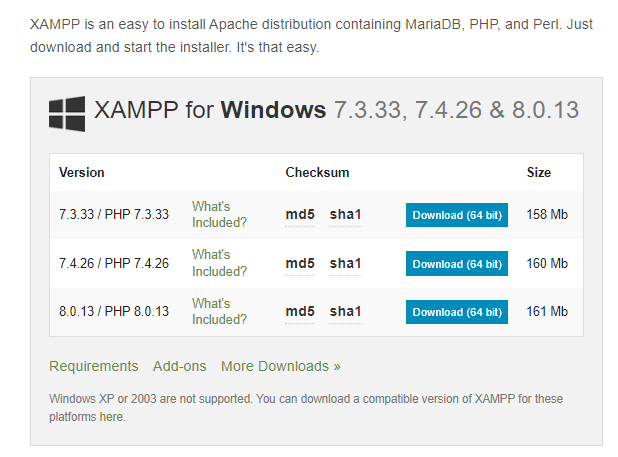 XAMPP is an easy to install Apache distribution containing MariaDB, PHP, and Perl. Just
download and start the installer. It's that easy.
XAMPP for Windows 7.3.33, 7.4.26 & 8.0.13
Version Checksum Size
7.3.33 / PHP 7.3.33 What's Included? md5 sha1 Download (64 bit) 158 Mb
7.4.26 / PHP 7.4.26 What's Included? md5 sha1 Download (64 bit) 160 Mb
8.0.13 / PHP 8.0.13 What's Included? md5 sha1 Download (64 bit) 161 Mb
Requirements Add-ons More Downloads »
Windows XP or 2003 are not supported. You can download a compatible version of XAMPP for these
platforms here.